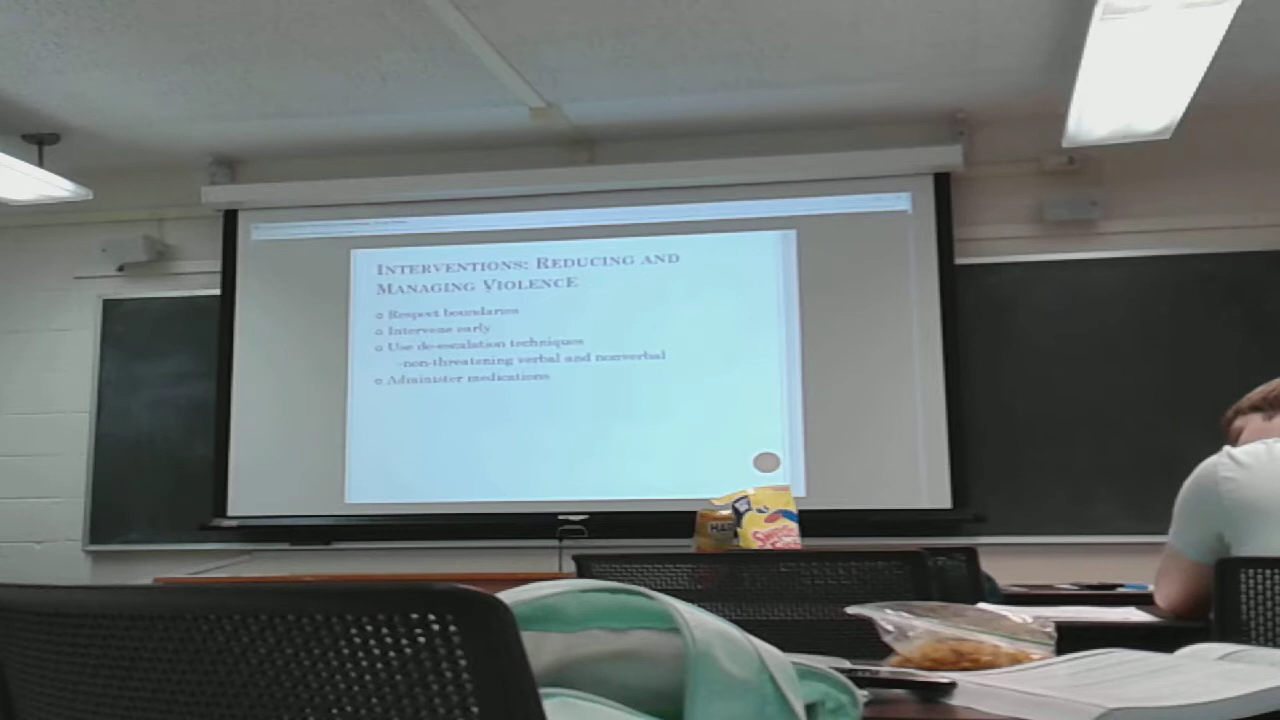 INTERVENTIONS: REDUCING AND
MANAGING VIOLENCE
Respect boundaries
Intervene early
Use de-escalation techniques
-non-threatening verbal and nonverbal
Administer medications